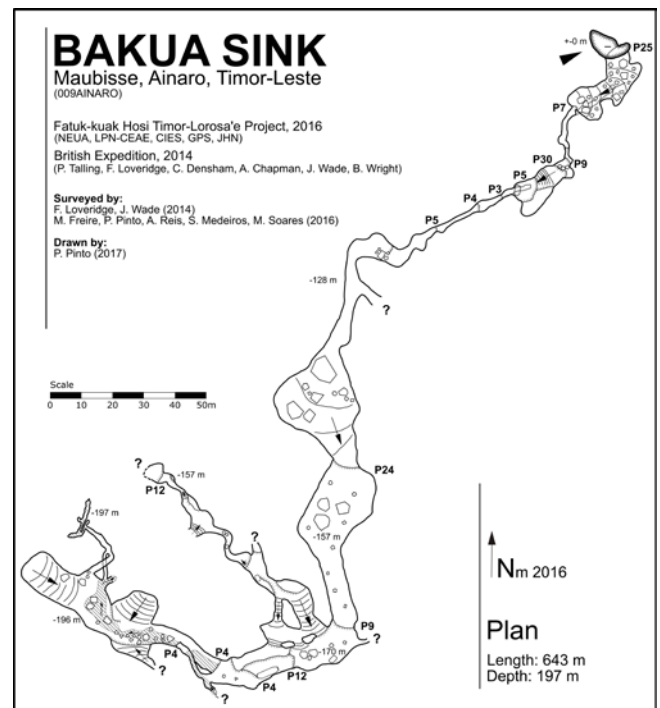 BAKUA SINK
Maubisse, Ainaro, Timor-Leste
(009AINARO)
Fatuk-kuak Hosi Timor-Lorosa'e Project, 2016
(NEUA, LPN-CEAE, CIES, GPS, JHN)
British Expedition, 2014
(P. Talling, F. Loveridge, C. Densham, A. Chapman, J. Wade, B. Wright)
Surveyed by:
F. Loveridge, J. Wade (2014)
M. Freire, P. Pinto, A. Reis, S. Medeiros, M. Soares (2016)
Drawn by:
P. Pinto (2017)
+-0 m
P25
P7
P30
P9
P5
P3
P4
P5
-128 m
?
Scale
0 10 20 30 40 50m
P24
?
-157 m
P12
-197 m
-157 m
?
-196 m
P9
?
P4
P4
-170 m
?
P12
P4
?
Nm 2016
Plan
Length: 643 m
Depth: 197 m